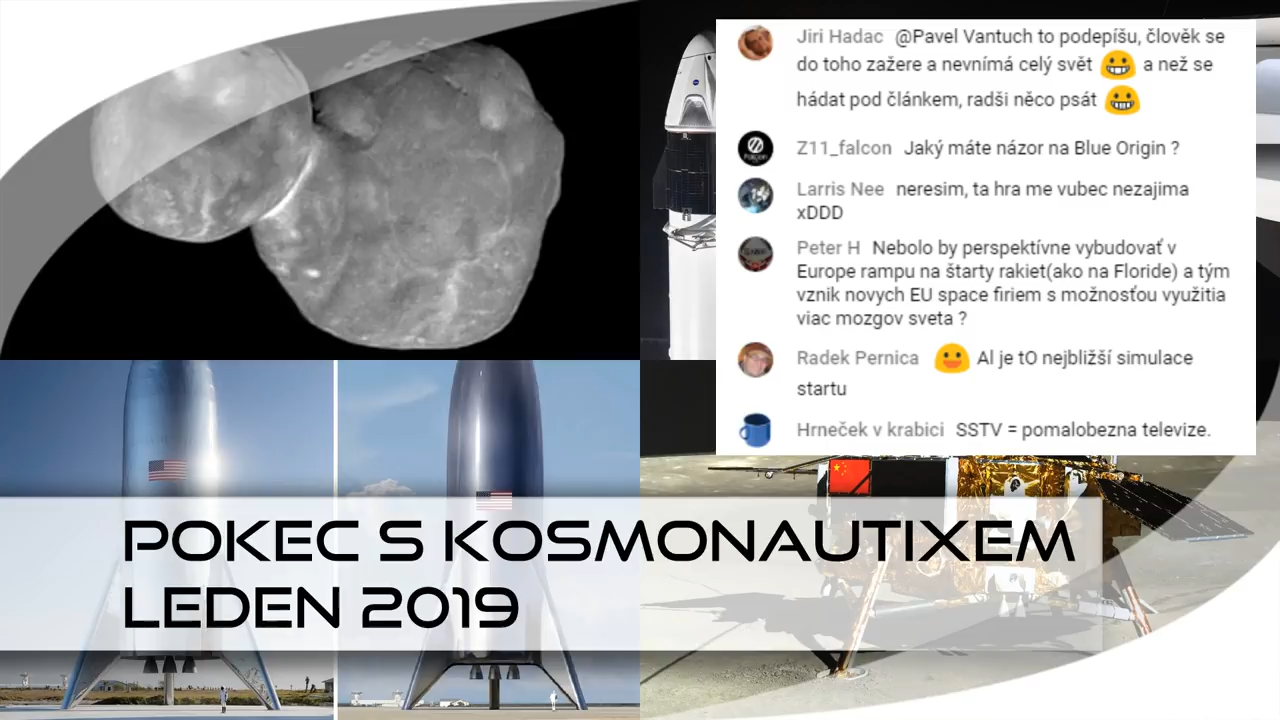 Jiri Hadac @Pavel Vantuch to podepíšu, člověk se
do toho zažere a nevnímá celý svět 😀 a než se
hádat pod článkem, radši něco psát 😀
Z11_falcon Jaký máte názor na Blue Origin ?
Larris Nee neresim, ta hra me vubec nezajima
xDDD
Peter H Nebolo by perspektívne vybudovať v
Europe rampu na štarty rakiet(ako na Floride) a tým
vznik novych EU space firiem s možnosťou využitia
viac mozgov sveta ?
Radek Pernica 😀 Al je tO nejbližší simulace
startu
Hrneček v krabici SSTV = pomalobezna televize.
POKEC S KOSMONAUTIXEM
LEDEN 2019